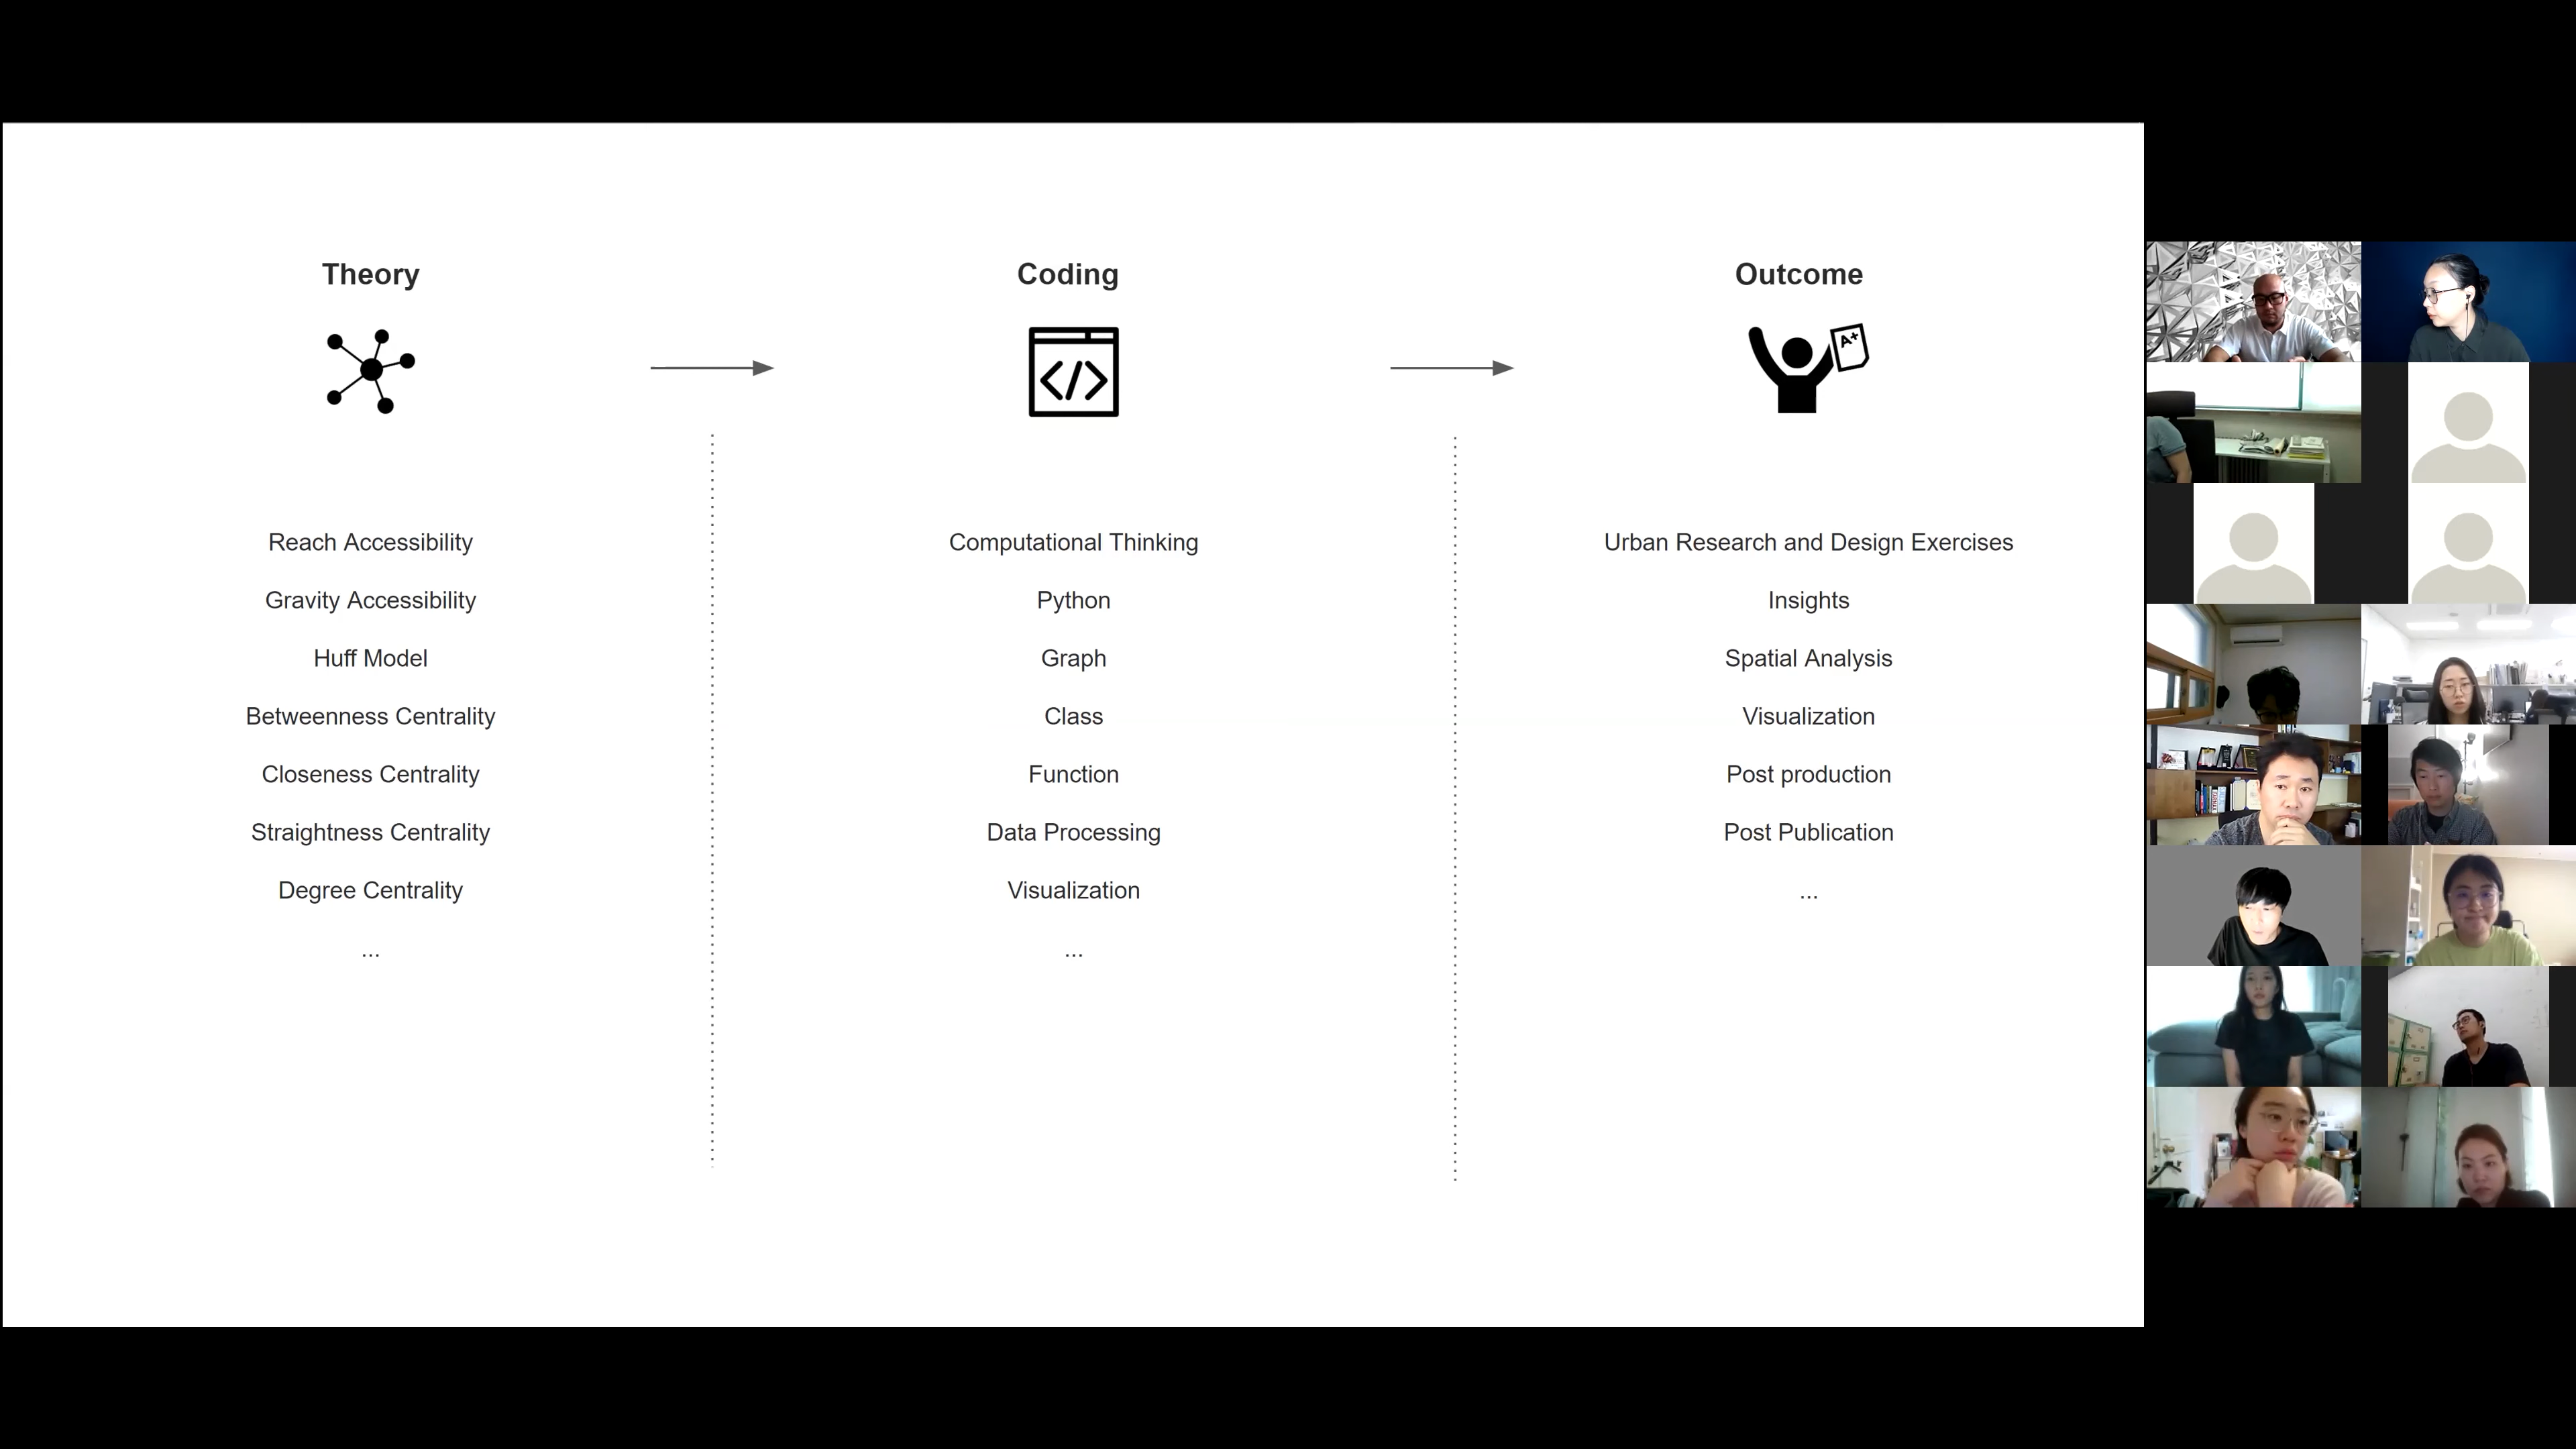 Theory
Coding
Outcome
</>
A+
Reach Accessibility
Gravity Accessibility
Huff Model
Betweenness Centrality
Closeness Centrality
Straightness Centrality
Degree Centrality
...
Computational Thinking
Python
Graph
Class
Function
Data Processing
Visualization
...
Urban Research and Design Exercises
Insights
Spatial Analysis
Visualization
Post production
Post Publication
...